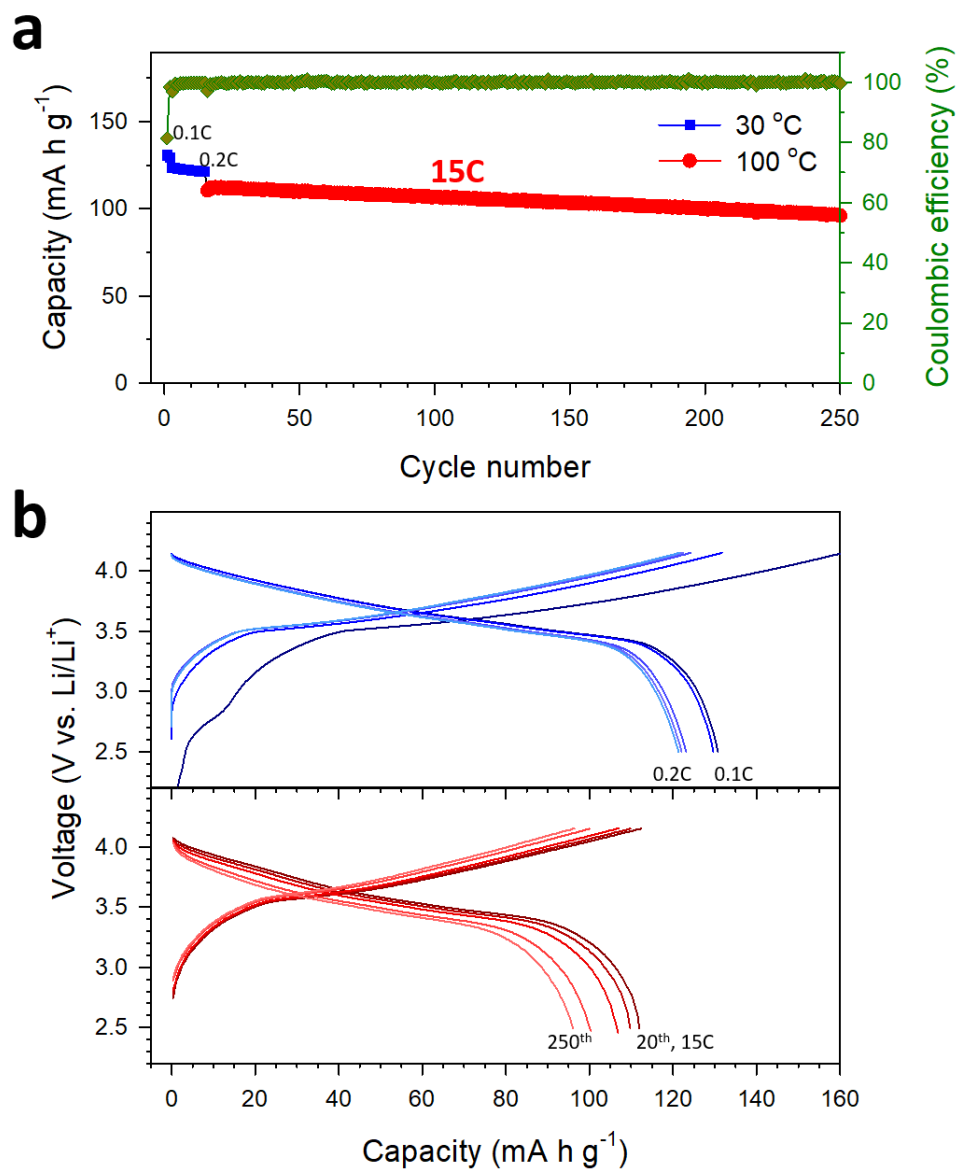 a
Capacity (mA h g⁻¹)
150
100
50
0
0.1C
0.2C
15C
30 °C
100 °C
100
80
60
40
20
0
Coulombic efficiency (%)
0
50
100
150
200
250
Cycle number
b
Voltage (V vs. Li/Li⁺)
4.0
3.5
3.0
2.5
0.2C
0.1C
4.0
3.5
3.0
2.5
250ᵗʰ
20ᵗʰ, 15C
0
20
40
60
80
100
120
140
160
Capacity (mA h g⁻¹)